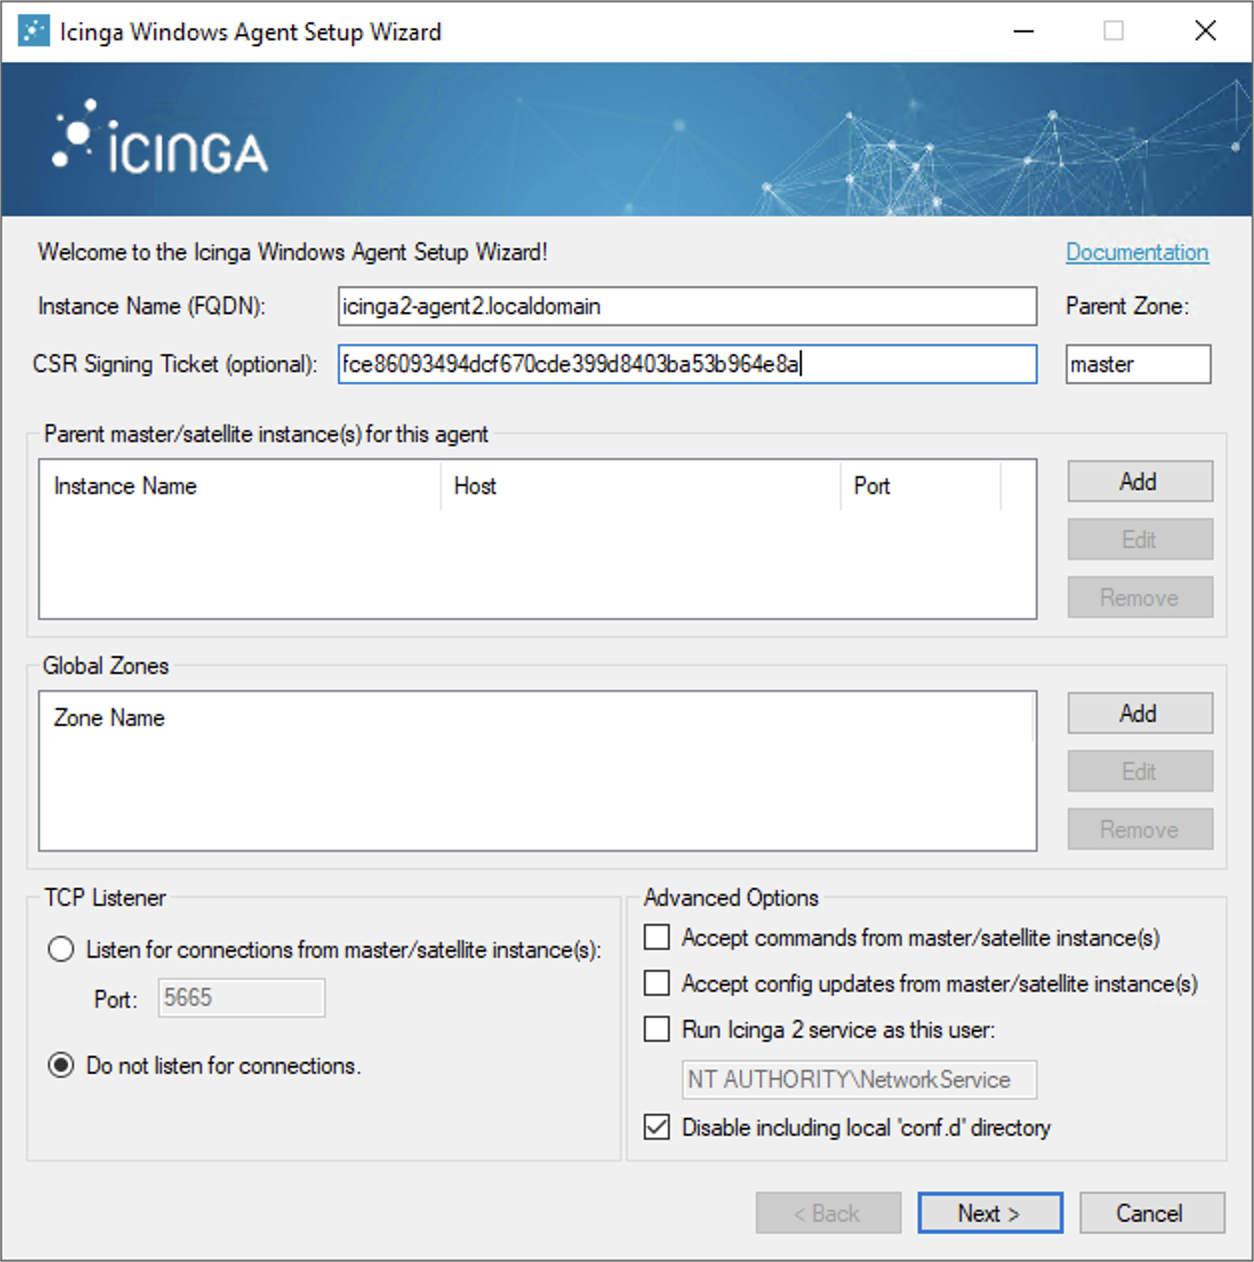 Icinga Windows Agent Setup Wizard
ICINGA
Welcome to the Icinga Windows Agent Setup Wizard!
Documentation
Instance Name (FQDN):
icinga2-agent2.localdomain
Parent Zone:
CSR Signing Ticket (optional):
fce86093494dcf670cde399d8403ba53b964e8a
master
Parent master/satellite instance(s) for this agent
Instance Name Host Port
Add
Edit
Remove
Global Zones
Zone Name
Add
Edit
Remove
TCP Listener
Listen for connections from master/satellite instance(s):
Port: 5665
Do not listen for connections.
Advanced Options
Accept commands from master/satellite instance(s)
Accept config updates from master/satellite instance(s)
Run Icinga 2 service as this user:
NT AUTHORITY\NetworkService
Disable including local 'conf.d' directory
< Back Next > Cancel